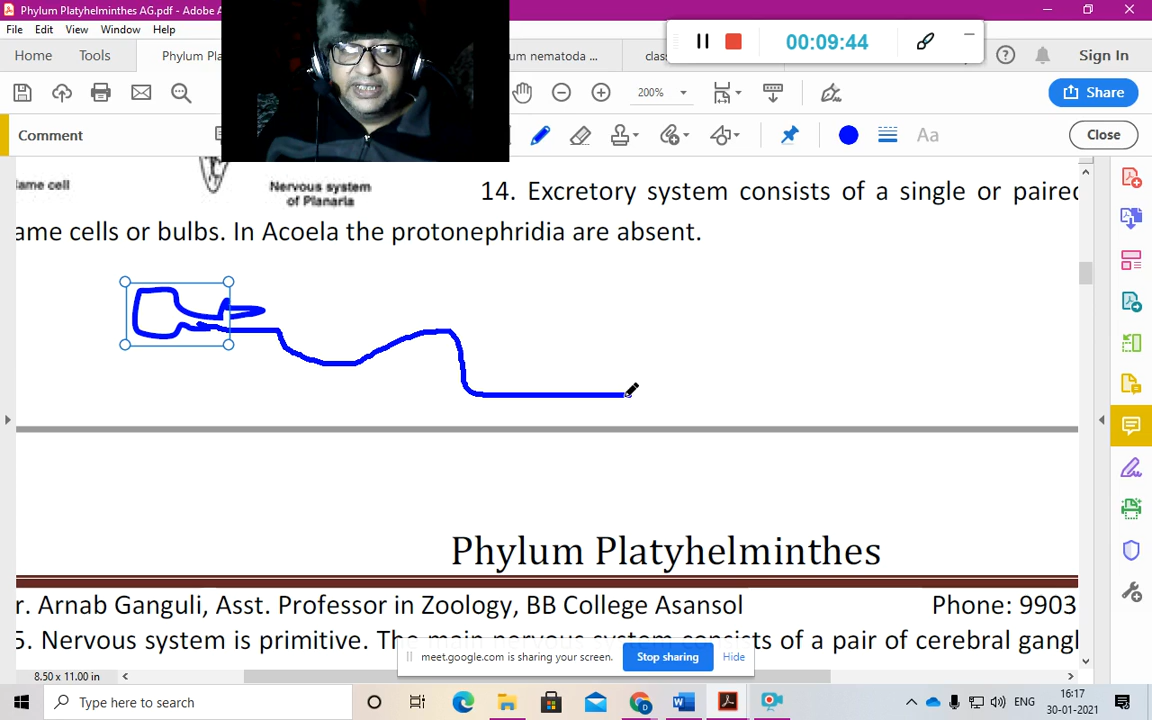 Phylum Platyhelminthes AG.pdf - Adobe A
File Edit View Window Help
00:09:44
Home Tools Phylum Pla um nematoda ... clas Sign In
200% Share
Comment Aa Close
lame cell
Nervous system
of Planaria
14. Excretory system consists of a single or paired
ame cells or bulbs. In Acoela the protonephridia are absent.
Phylum Platyhelminthes
r. Arnab Ganguli, Asst. Professor in Zoology, BB College Asansol Phone: 9903
5. Nervous system is primitive. The main nervous system consists of a pair of cerebral gangl
meet.google.com is sharing your screen. Stop sharing Hide
8.50 x 11.00 in
Type here to search ENG 16:17
30-01-2021